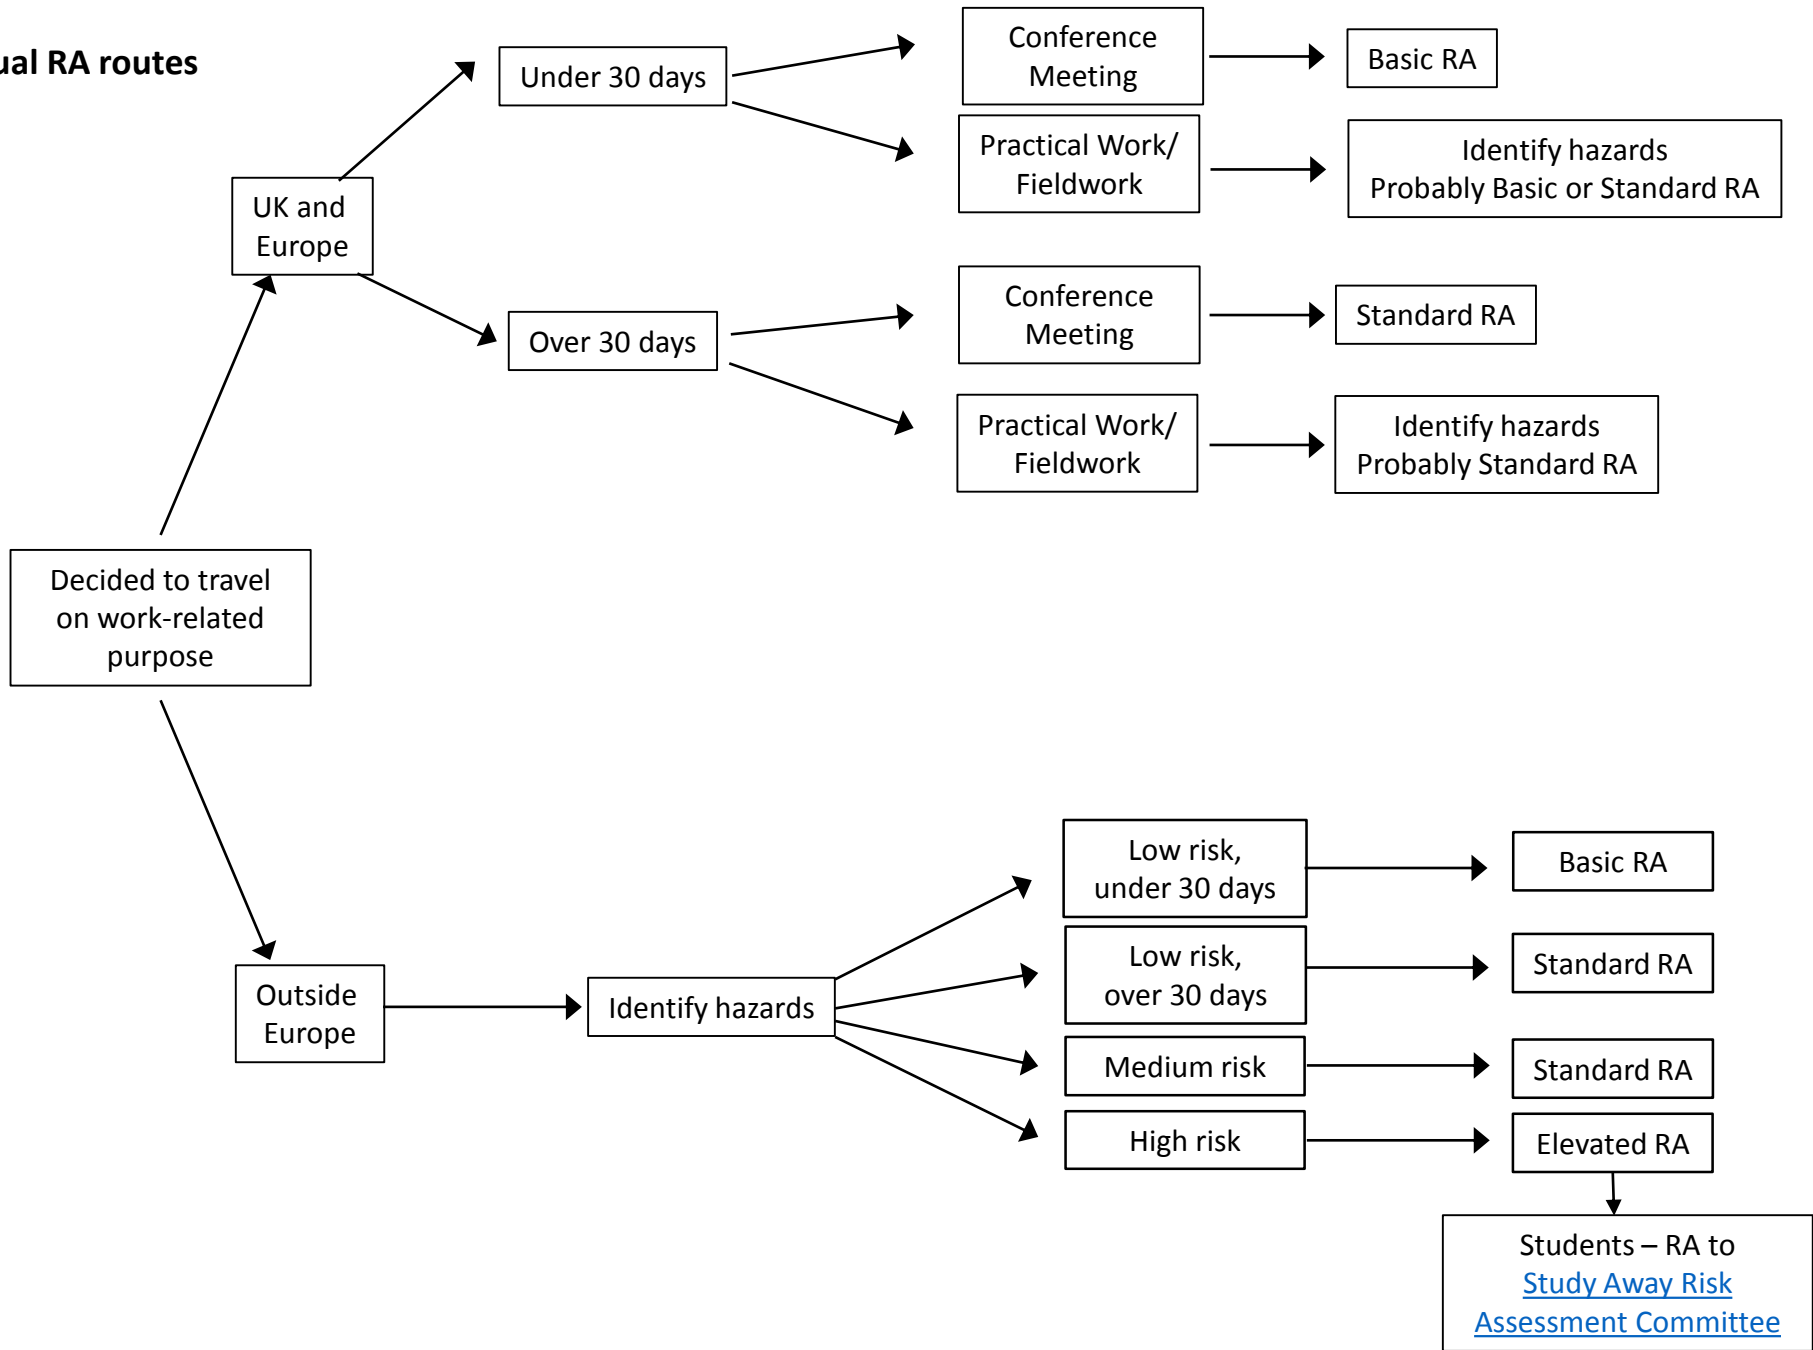 ual RA routes
Under 30 days
Conference
Meeting
Basic RA
Practical Work/
Fieldwork
Identify hazards
Probably Basic or Standard RA
UK and
Europe
Over 30 days
Conference
Meeting
Standard RA
Practical Work/
Fieldwork
Identify hazards
Probably Standard RA
Decided to travel
on work-related
purpose
Outside
Europe
Identify hazards
Low risk,
under 30 days
Basic RA
Low risk,
over 30 days
Standard RA
Medium risk
Standard RA
High risk
Elevated RA
Students – RA to
Study Away Risk
Assessment Committee